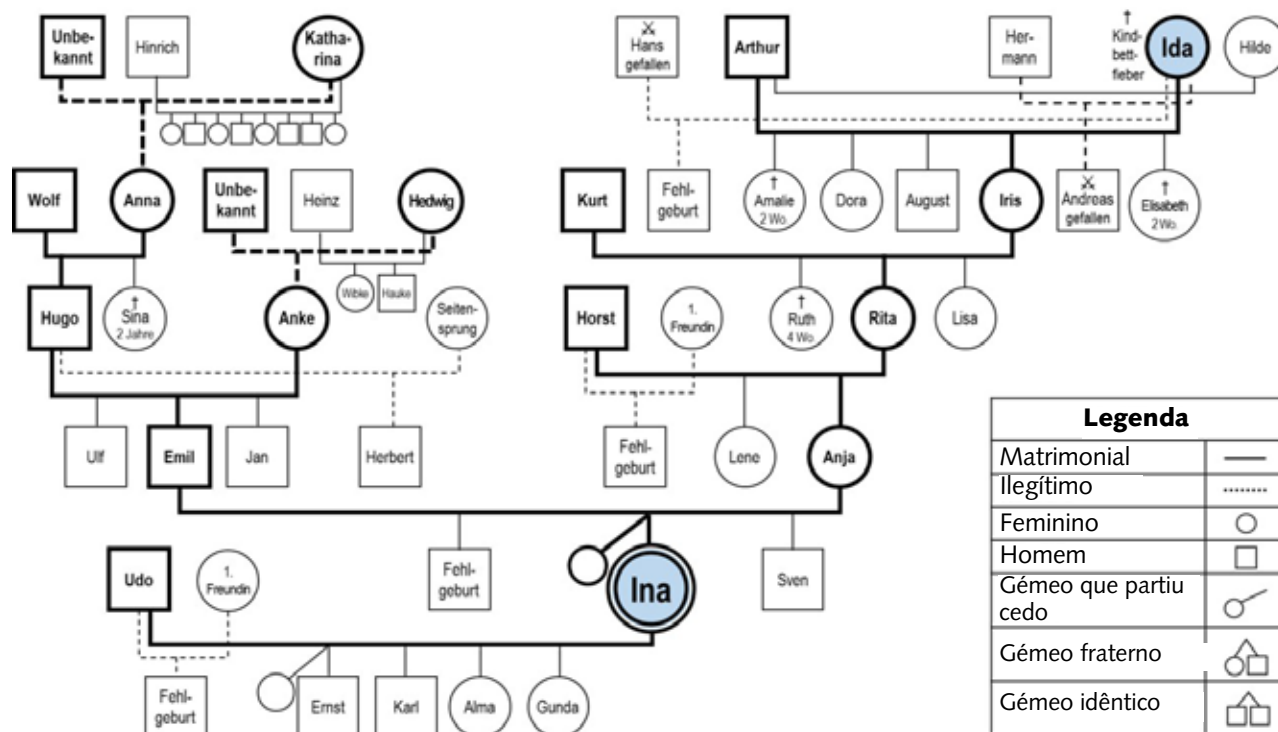 Unbe-
kannt
Hinrich
Katha-
rina
Hans
gefallen
Arthur
Her-
mann
†
Kind-
bett-
fieber
Ida
Hilde
Wolf
Anna
Unbe-
kannt
Heinz
Hedwig
Kurt
Fehl-
geburt
†
Amalie
2 Wo.
Dora
August
Iris
Andreas
gefallen
†
Elisabeth
2 Wo.
Hugo
†
Sina
2 Jahre
Anke
Wibke
Hauke
Seiten-
sprung
Horst
1.
Freundin
†
Ruth
4 Wo.
Rita
Lisa
Ulf
Emil
Jan
Herbert
Fehl-
geburt
Lene
Anja
Udo
1.
Freundin
Fehl-
geburt
Ina
Sven
Fehl-
geburt
Ernst
Karl
Alma
Gunda
Legenda
Matrimonial
Ilegítimo
Feminino
Homem
Gémeo que partiu
cedo
Gémeo fraterno
Gémeo idêntico